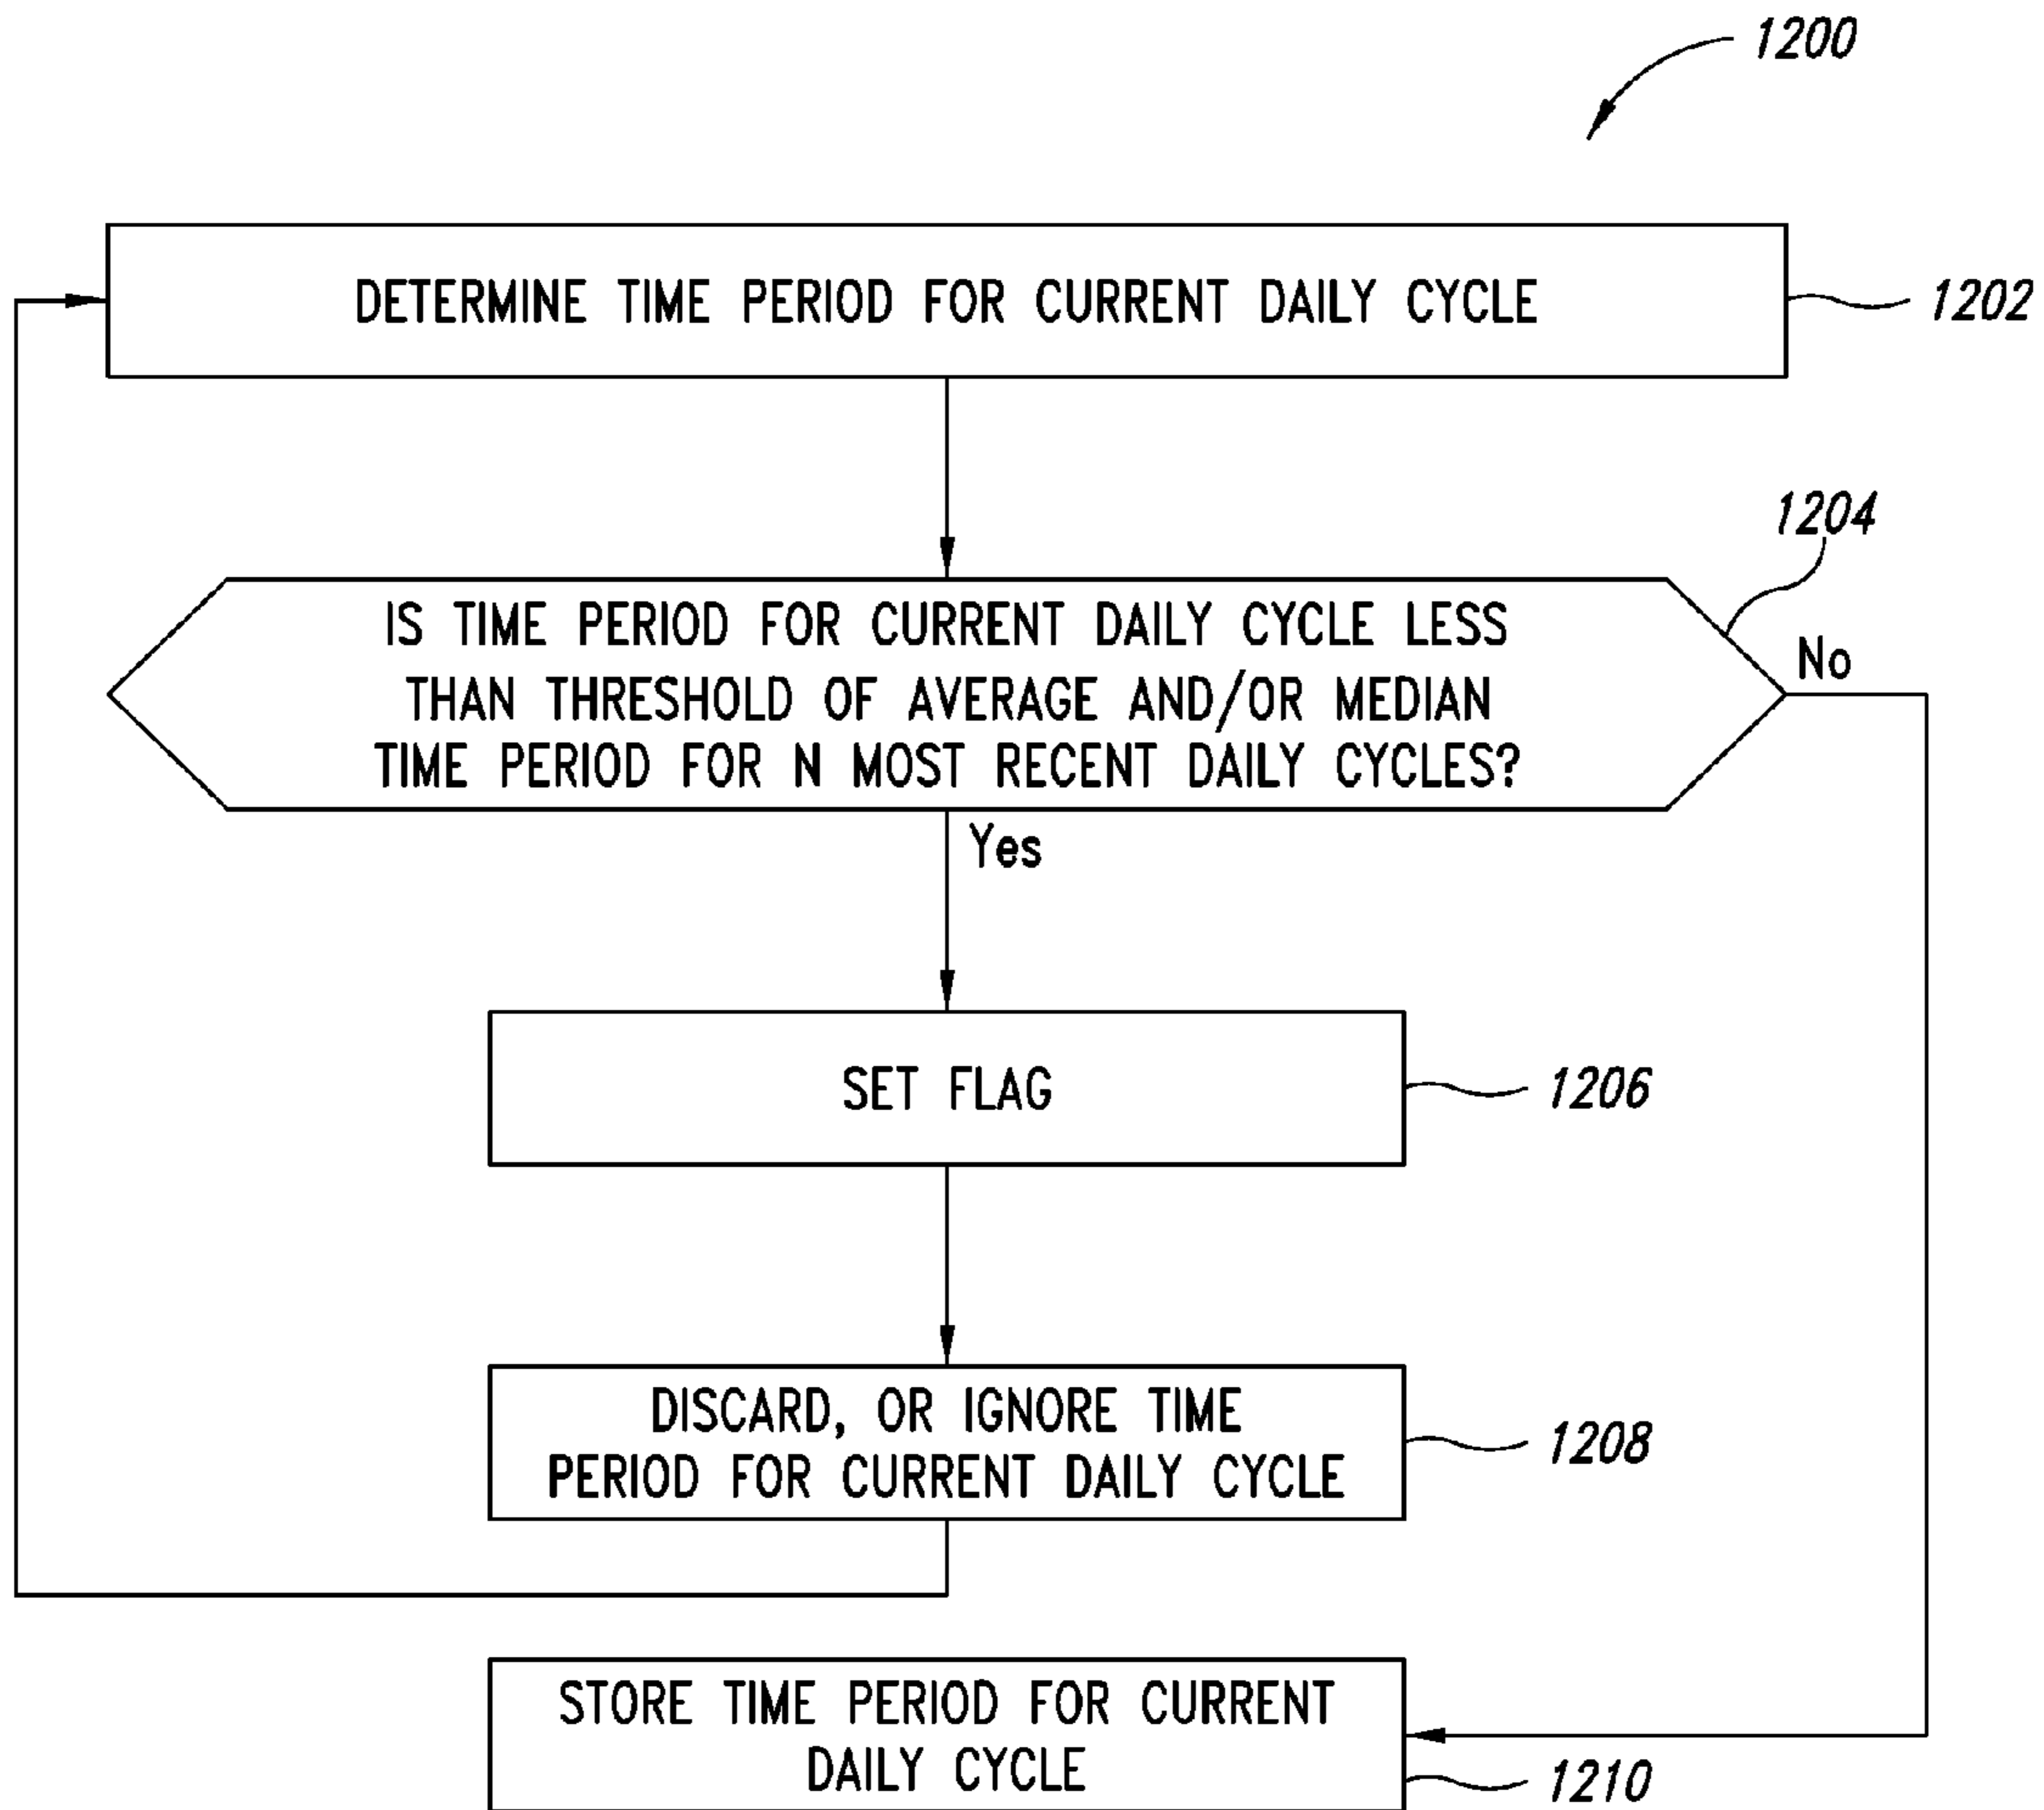 1200
DETERMINE TIME PERIOD FOR CURRENT DAILY CYCLE
1202
1204
IS TIME PERIOD FOR CURRENT DAILY CYCLE LESS
THAN THRESHOLD OF AVERAGE AND/OR MEDIAN
TIME PERIOD FOR N MOST RECENT DAILY CYCLES?
No
Yes
SET FLAG
1206
DISCARD, OR IGNORE TIME
PERIOD FOR CURRENT DAILY CYCLE
1208
STORE TIME PERIOD FOR CURRENT
DAILY CYCLE
1210